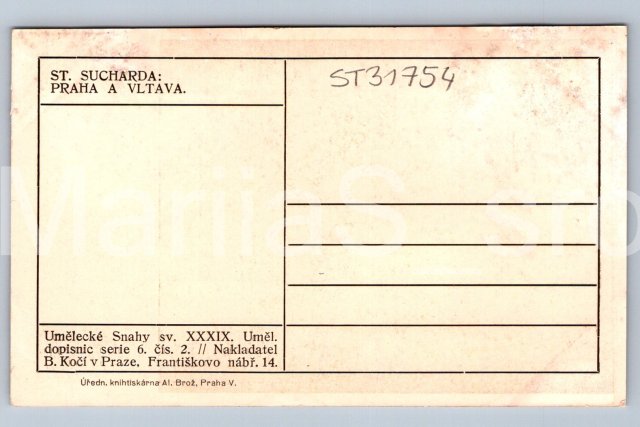 ST. SUCHARDA:
PRAHA A VLTAVA.
ST31754
MariiaS_srb
Umělecké Snahy sv. XXXIX. Uměl.
dopisnic serie 6. čís. 2. // Nakladatel
B. Kočí v Praze, Františkovo nábř. 14.
Úředn. knihtiskárna Al. Brož, Praha V.